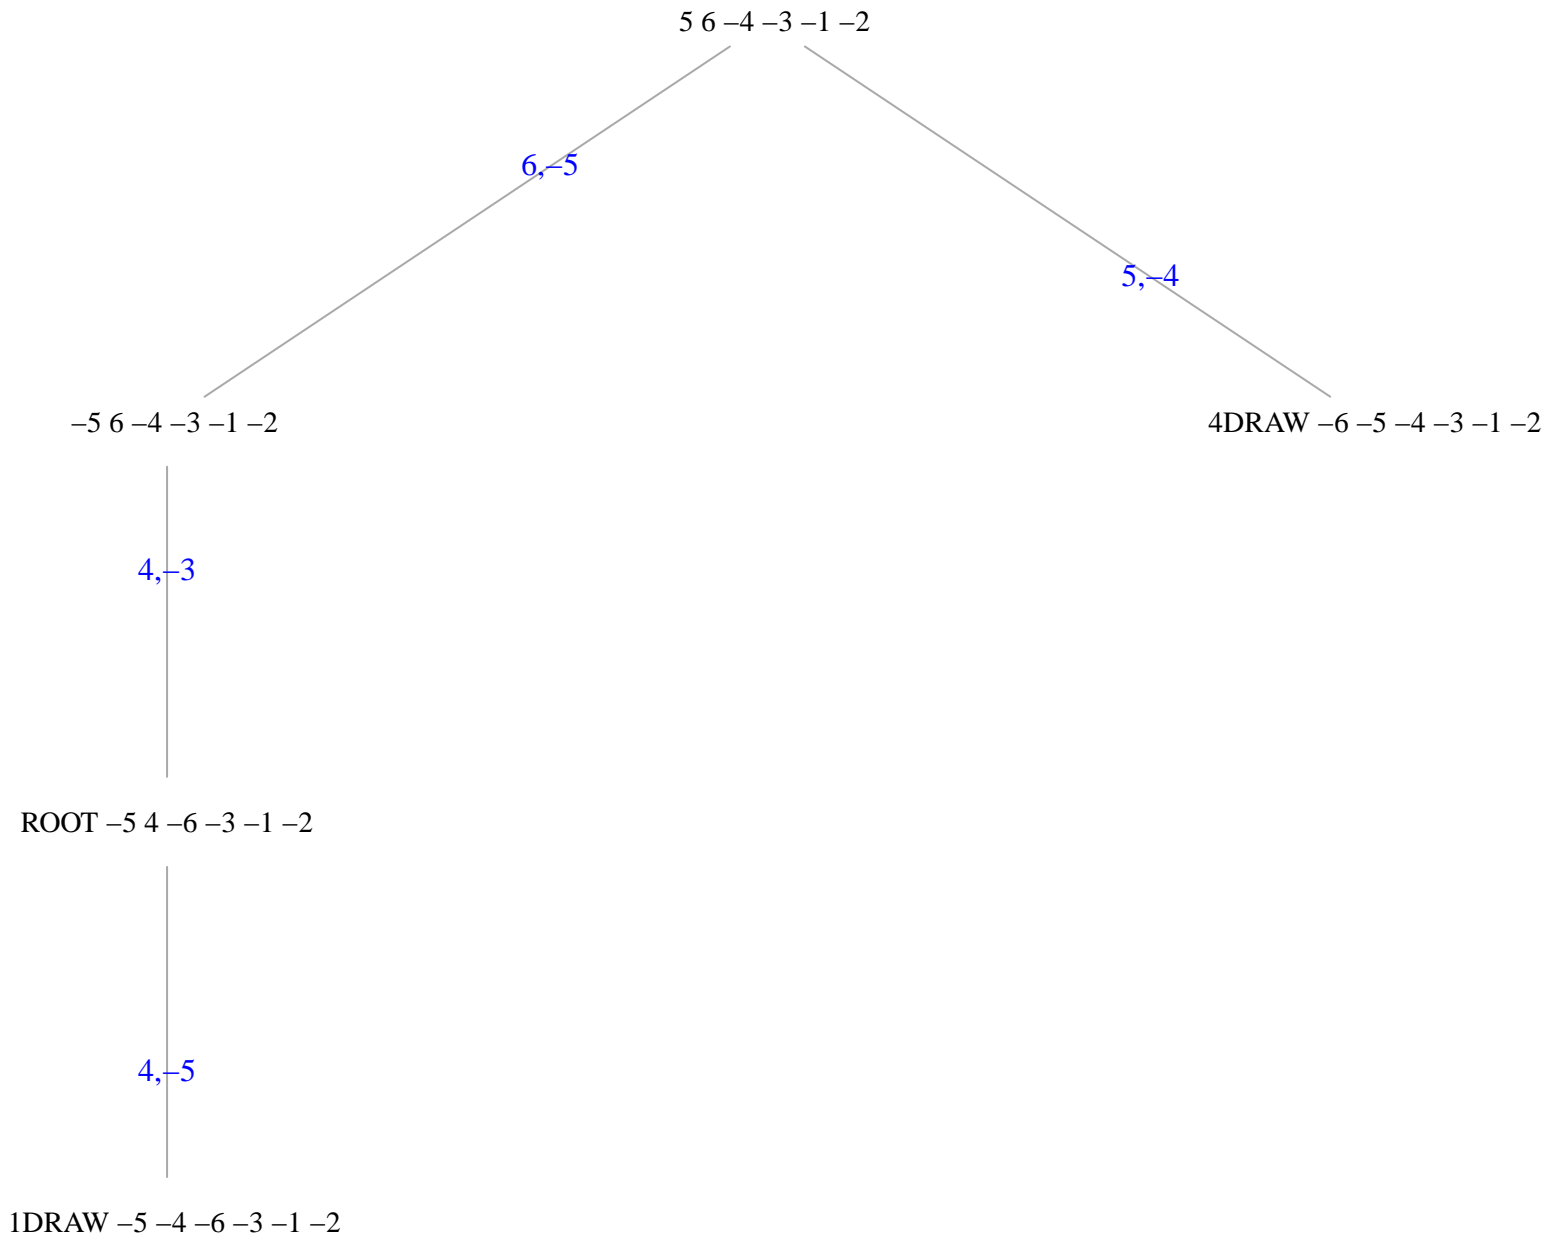 5 6 –4 –3 –1 –2
6,–5
5,–4
–5 6 –4 –3 –1 –2
4DRAW –6 –5 –4 –3 –1 –2
4,–3
ROOT –5 4 –6 –3 –1 –2
4,–5
1DRAW –5 –4 –6 –3 –1 –2